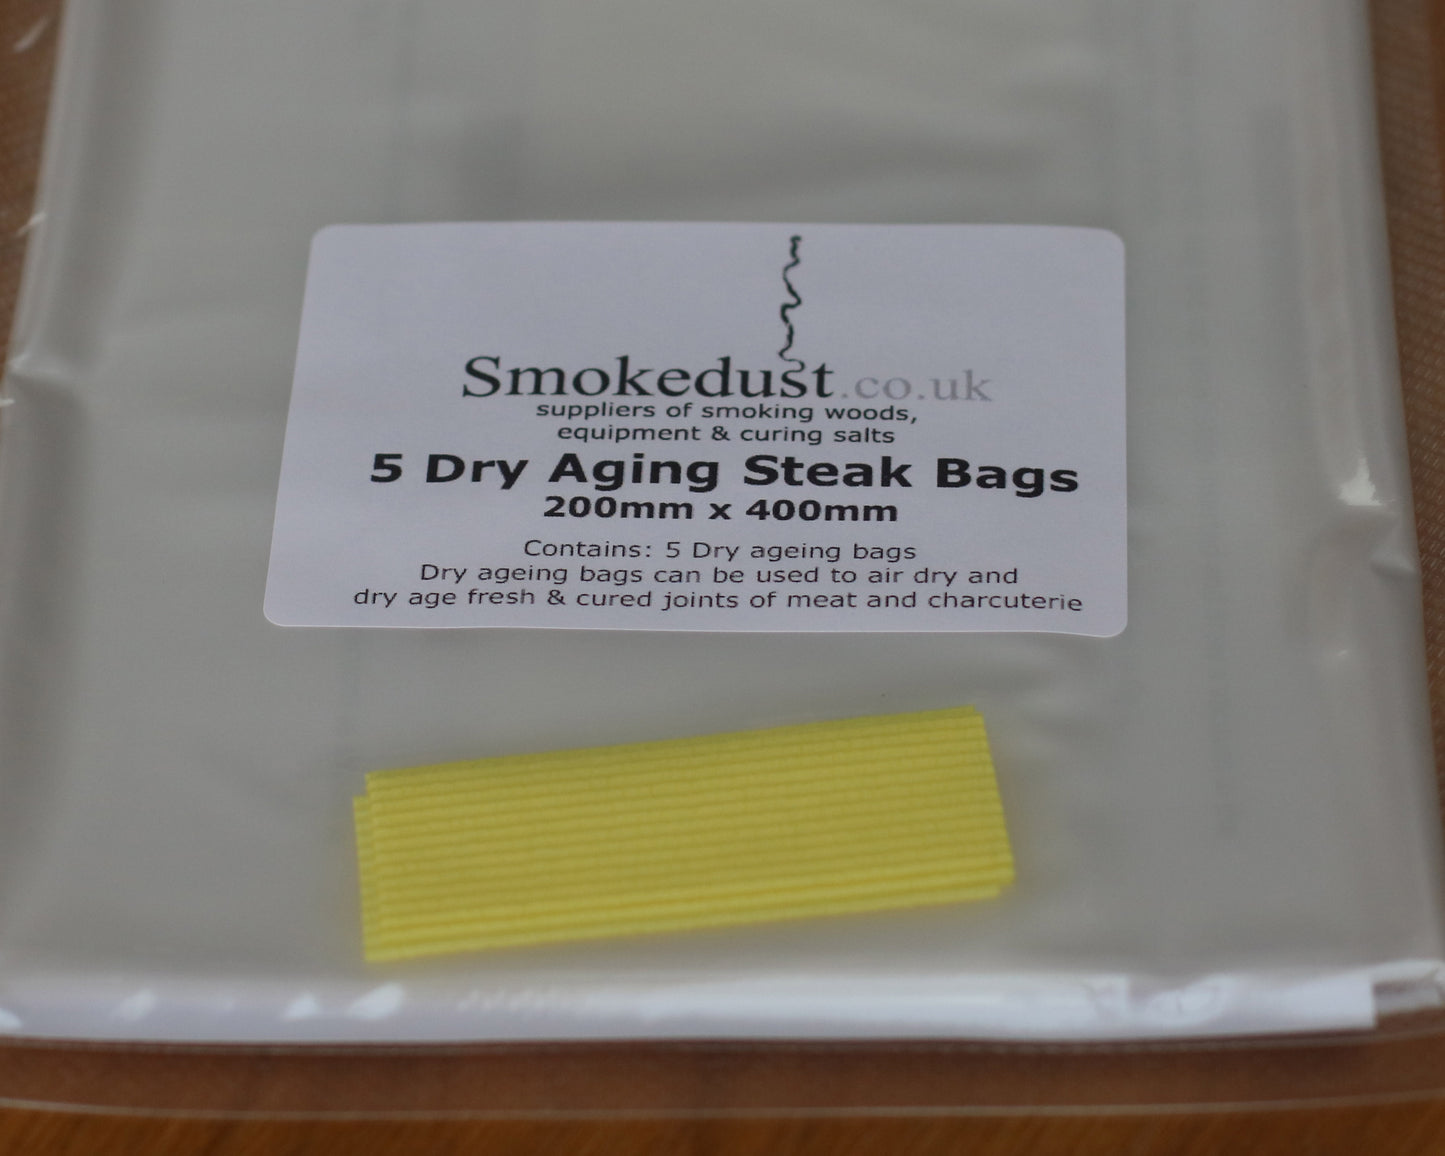 Smokedust.co.uk
suppliers of smoking woods,
equipment & curing salts
5 Dry Aging Steak Bags
200mm x 400mm
Contains: 5 Dry ageing bags
Dry ageing bags can be used to air dry and
dry age fresh & cured joints of meat and charcuterie